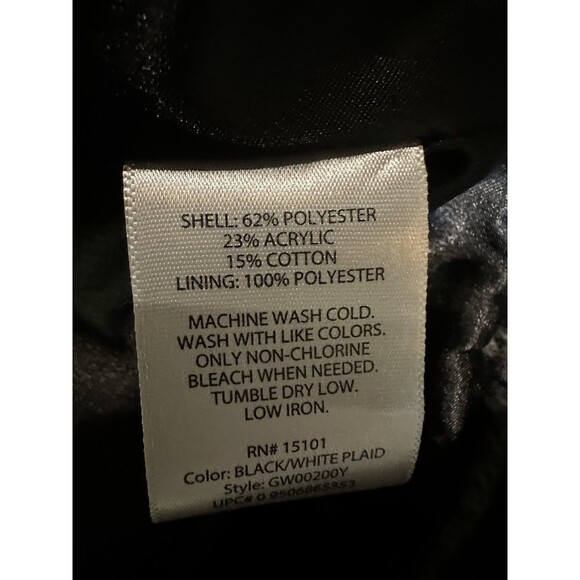 SHELL: 62% POLYESTER
23% ACRYLIC
15% COTTON
LINING: 100% POLYESTER
MACHINE WASH COLD.
WASH WITH LIKE COLORS.
ONLY NON-CHLORINE
BLEACH WHEN NEEDED.
TUMBLE DRY LOW.
LOW IRON.
RN# 15101
Color: BLACK/WHITE PLAID
Style: GW00200Y
UPC# 0